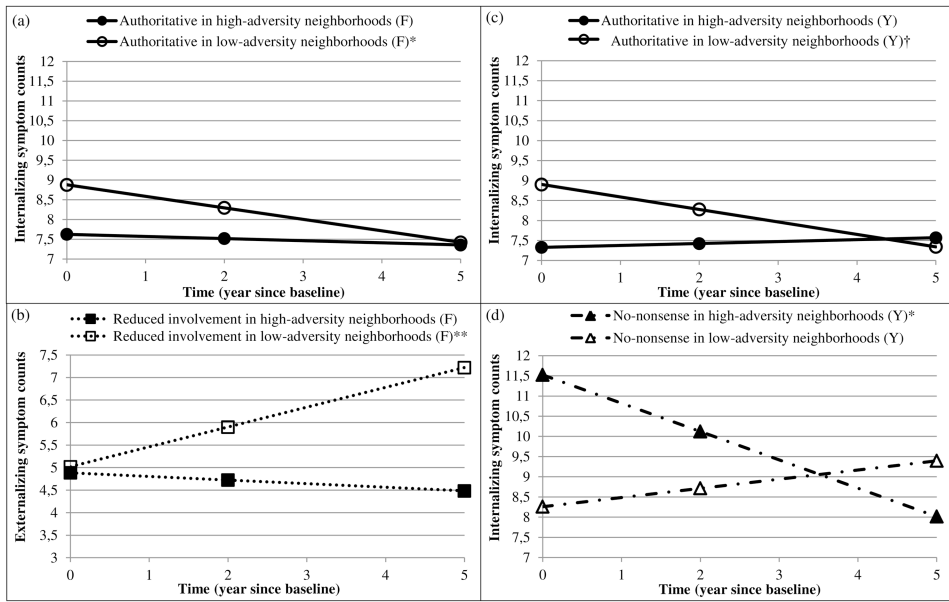 (a)
Authoritative in high-adversity neighborhoods (F)
Authoritative in low-adversity neighborhoods (F)*
Internalizing symptom counts
12
11,5
11
10,5
10
9,5
9
8,5
8
7,5
7
0 1 2 3 4 5
Time (year since baseline)
(c)
Authoritative in high-adversity neighborhoods (Y)
Authoritative in low-adversity neighborhoods (Y)†
Internalizing symptom counts
12
11,5
11
10,5
10
9,5
9
8,5
8
7,5
7
0 1 2 3 4 5
Time (year since baseline)
(b)
Reduced involvement in high-adversity neighborhoods (F)
Reduced involvement in low-adversity neighborhoods (F)**
Externalizing symptom counts
7,5
7
6,5
6
5,5
5
4,5
4
3,5
3
0 1 2 3 4 5
Time (year since baseline)
(d)
No-nonsense in high-adversity neighborhoods (Y)*
No-nonsense in low-adversity neighborhoods (Y)
Internalizing symptom counts
12
11,5
11
10,5
10
9,5
9
8,5
8
7,5
7
0 1 2 3 4 5
Time (year since baseline)